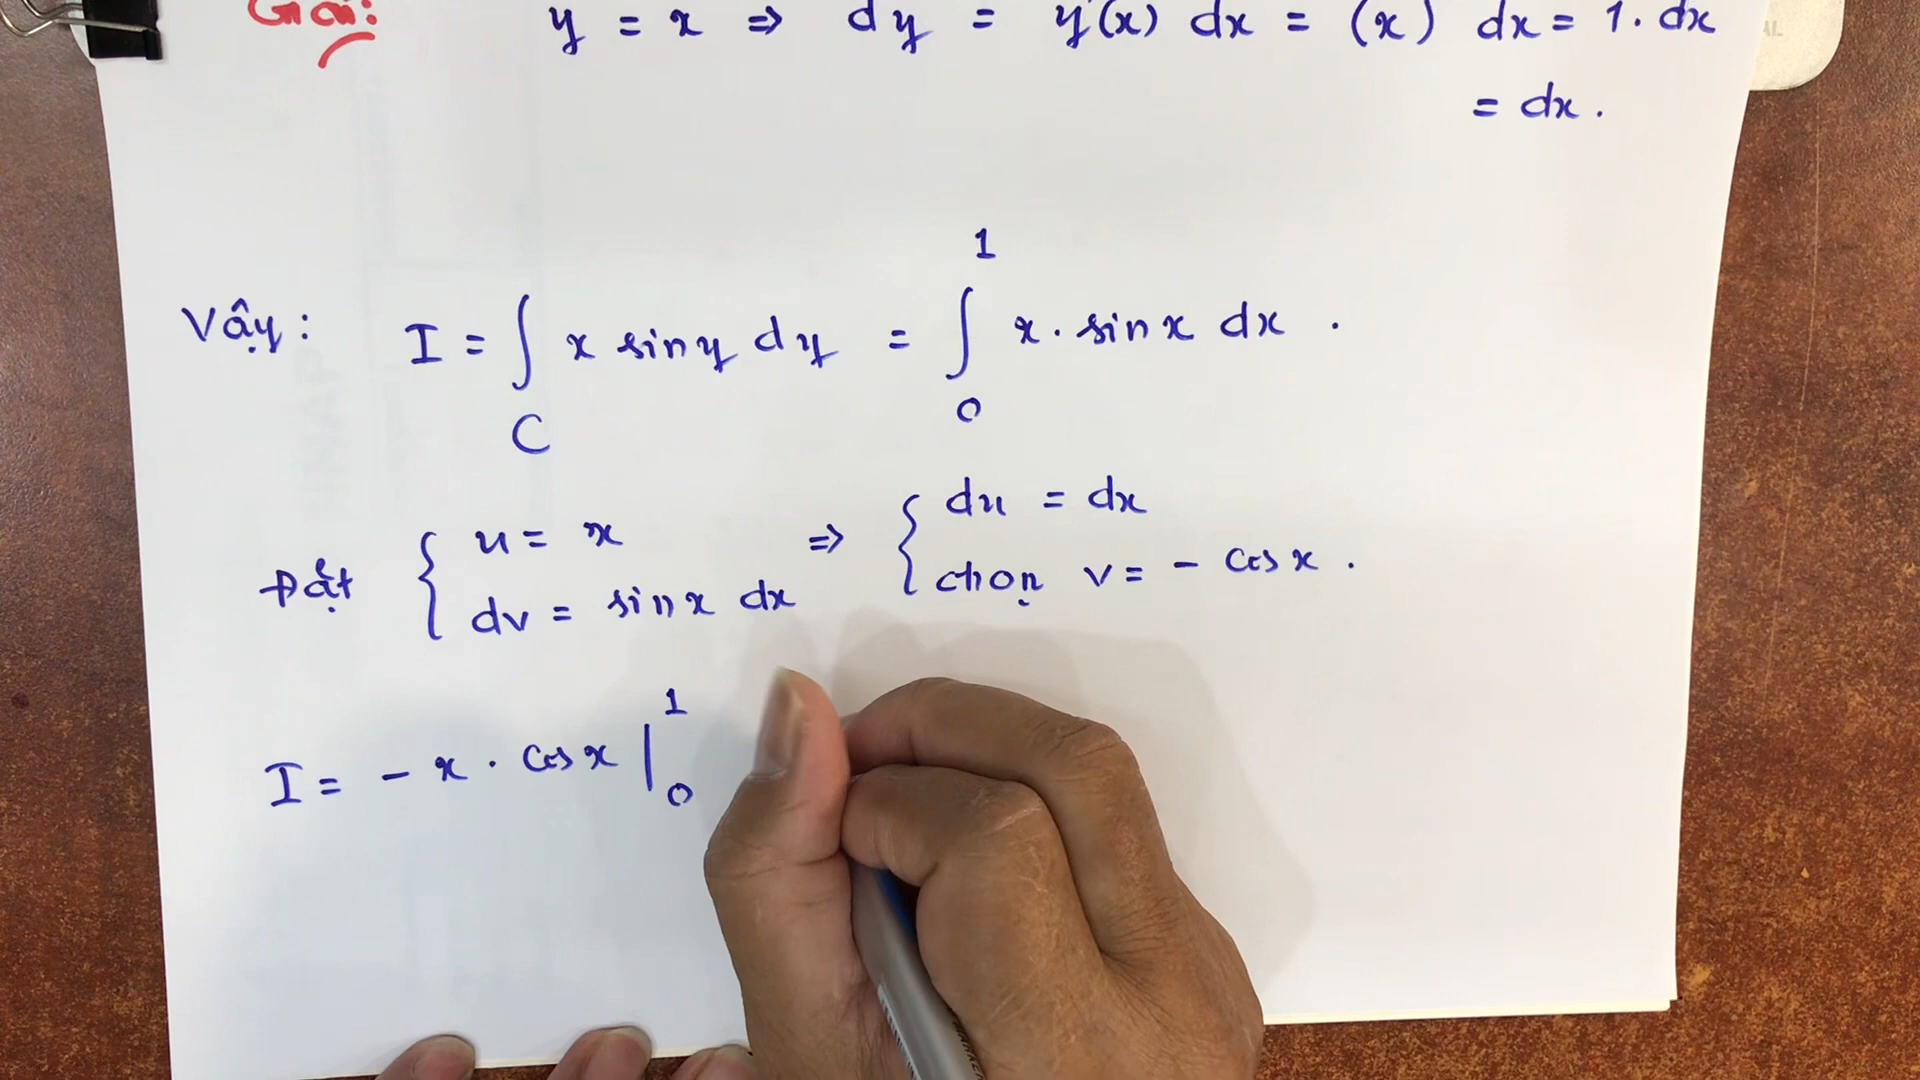 Giải: y = x ⇒ dy = y'(x) dx = (x)' dx = 1. dx
= dx .
1
Vậy: I = ∫ x sin y dy = ∫ x . sin x dx .
C 0
Đặt { u = x ⇒ { du = dx
dv = sin x dx chọn v = - cos x .
I = - x . cos x | 1
0